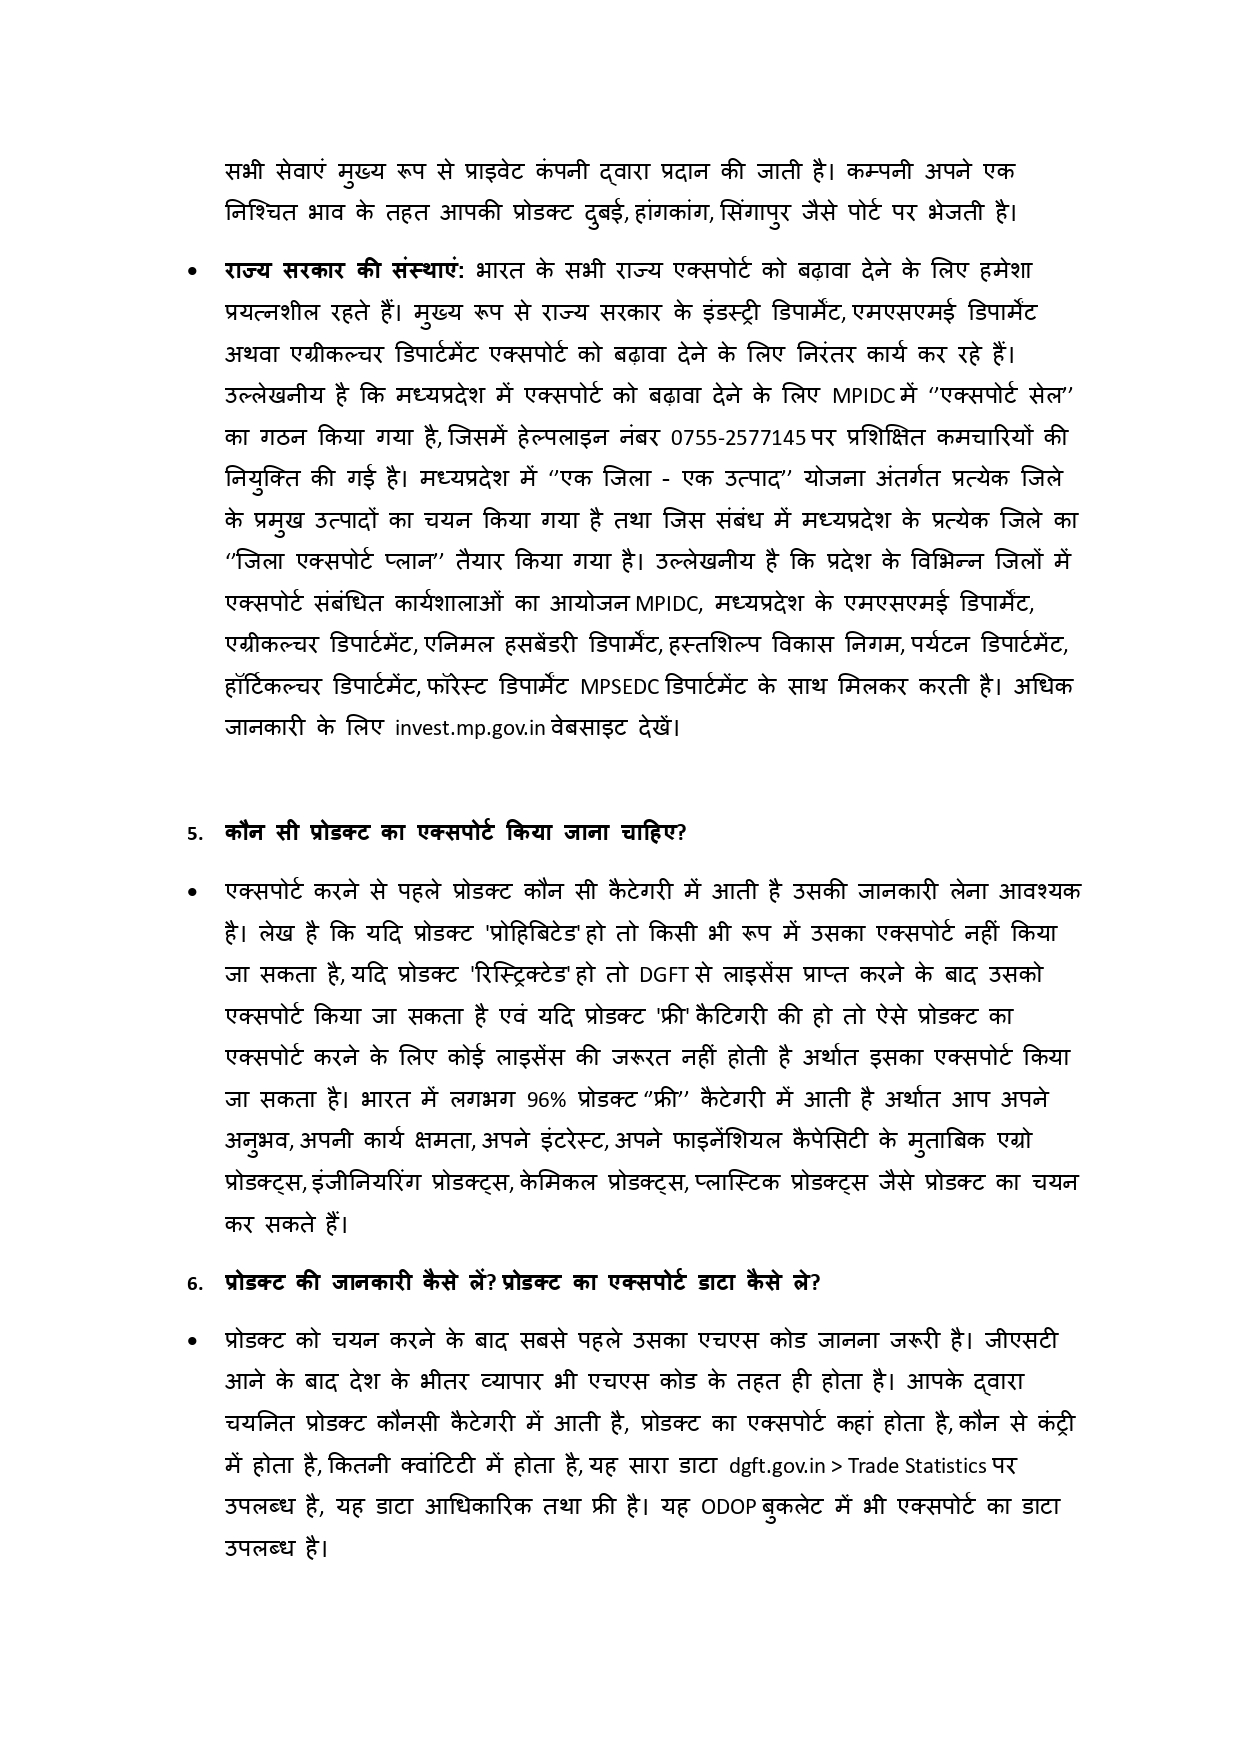 सभी सेवाएं मुख्य रूप से प्राइवेट कंपनी द्वारा प्रदान की जाती है। कम्पनी अपने एक
निश्चित भाव के तहत आपकी प्रोडक्ट दुबई, हांगकांग, सिंगापुर जैसे पोर्ट पर भेजती है।
• राज्य सरकार की संस्थाएं: भारत के सभी राज्य एक्सपोर्ट को बढ़ावा देने के लिए हमेशा
प्रयत्नशील रहते हैं। मुख्य रूप से राज्य सरकार के इंडस्ट्री डिपार्मेंट, एमएसएमई डिपार्मेंट
अथवा एग्रीकल्चर डिपार्टमेंट एक्सपोर्ट को बढ़ावा देने के लिए निरंतर कार्य कर रहे हैं।
उल्लेखनीय है कि मध्यप्रदेश में एक्सपोर्ट को बढ़ावा देने के लिए MPIDC में ‘’एक्सपोर्ट सेल’’
का गठन किया गया है, जिसमें हेल्पलाइन नंबर 0755-2577145 पर प्रशिक्षित कमचारियों की
नियुक्ति की गई है। मध्यप्रदेश में ‘’एक जिला - एक उत्पाद’’ योजना अंतर्गत प्रत्येक जिले
के प्रमुख उत्पादों का चयन किया गया है तथा जिस संबंध में मध्यप्रदेश के प्रत्येक जिले का
‘’जिला एक्सपोर्ट प्लान’’ तैयार किया गया है। उल्लेखनीय है कि प्रदेश के विभिन्न जिलों में
एक्सपोर्ट संबंधित कार्यशालाओं का आयोजन MPIDC, मध्यप्रदेश के एमएसएमई डिपार्मेंट,
एग्रीकल्चर डिपार्टमेंट, एनिमल हसबेंडरी डिपार्मेंट, हस्तशिल्प विकास निगम, पर्यटन डिपार्टमेंट,
हॉर्टिकल्चर डिपार्टमेंट, फॉरेस्ट डिपार्मेंट MPSEDC डिपार्टमेंट के साथ मिलकर करती है। अधिक
जानकारी के लिए invest.mp.gov.in वेबसाइट देखें।
5. कौन सी प्रोडक्ट का एक्सपोर्ट किया जाना चाहिए?
• एक्सपोर्ट करने से पहले प्रोडक्ट कौन सी कैटेगरी में आती है उसकी जानकारी लेना आवश्यक
है। लेख है कि यदि प्रोडक्ट 'प्रोहिबिटेड' हो तो किसी भी रूप में उसका एक्सपोर्ट नहीं किया
जा सकता है, यदि प्रोडक्ट 'रिस्ट्रिक्टेड' हो तो DGFT से लाइसेंस प्राप्त करने के बाद उसको
एक्सपोर्ट किया जा सकता है एवं यदि प्रोडक्ट 'फ्री' कैटिगरी की हो तो ऐसे प्रोडक्ट का
एक्सपोर्ट करने के लिए कोई लाइसेंस की जरूरत नहीं होती है अर्थात इसका एक्सपोर्ट किया
जा सकता है। भारत में लगभग 96% प्रोडक्ट ‘’फ्री’’ कैटेगरी में आती है अर्थात आप अपने
अनुभव, अपनी कार्य क्षमता, अपने इंटरेस्ट, अपने फाइनेंशियल कैपेसिटी के मुताबिक एग्रो
प्रोडक्ट्स, इंजीनियरिंग प्रोडक्ट्स, केमिकल प्रोडक्ट्स, प्लास्टिक प्रोडक्ट्स जैसे प्रोडक्ट का चयन
कर सकते हैं।
6. प्रोडक्ट की जानकारी कैसे लें? प्रोडक्ट का एक्सपोर्ट डाटा कैसे ले?
• प्रोडक्ट को चयन करने के बाद सबसे पहले उसका एचएस कोड जानना जरूरी है। जीएसटी
आने के बाद देश के भीतर व्यापार भी एचएस कोड के तहत ही होता है। आपके द्वारा
चयनित प्रोडक्ट कौनसी कैटेगरी में आती है, प्रोडक्ट का एक्सपोर्ट कहां होता है, कौन से कंट्री
में होता है, कितनी क्वांटिटी में होता है, यह सारा डाटा dgft.gov.in > Trade Statistics पर
उपलब्ध है, यह डाटा आधिकारिक तथा फ्री है। यह ODOP बुकलेट में भी एक्सपोर्ट का डाटा
उपलब्ध है।